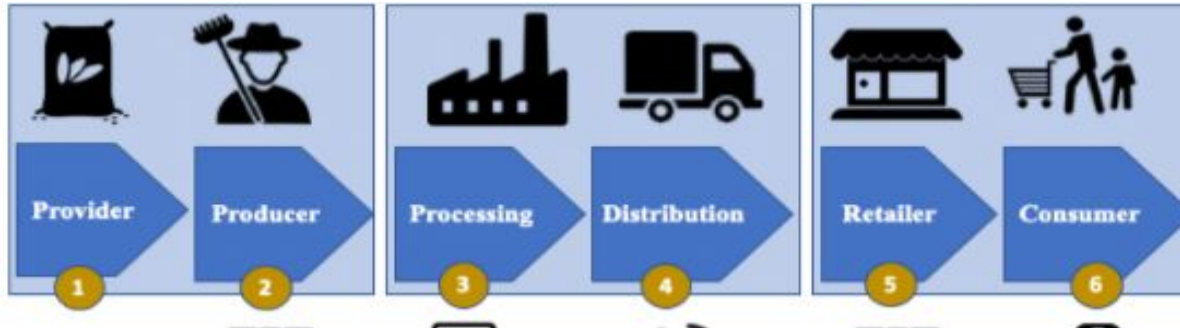 Provider
Producer
Processing
Distribution
Retailer
Consumer
1
2
3
4
5
6